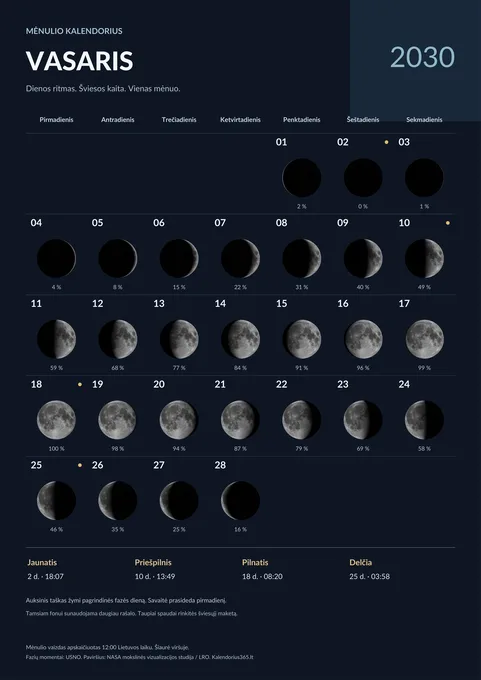 MĖNULIO KALENDORIUS
VASARIS
2030
Dienos ritmas. Šviesos kaita. Vienas mėnuo.
Pirmadienis Antradienis Trečiadienis Ketvirtadienis Penktadienis Šeštadienis Sekmadienis
01 02 03
2 % 0 % 1 %
04 05 06 07 08 09 10
4 % 8 % 15 % 22 % 31 % 40 % 49 %
11 12 13 14 15 16 17
59 % 68 % 77 % 84 % 91 % 96 % 99 %
18 19 20 21 22 23 24
100 % 98 % 94 % 87 % 79 % 69 % 58 %
25 26 27 28
46 % 35 % 25 % 16 %
Jaunatis Priešpilnis Pilnatis Delčia
2 d. · 18:07 10 d. · 13:49 18 d. · 08:20 25 d. · 03:58
Auksinis taškas žymi pagrindinės fazės dieną. Savaitė prasideda pirmadienį.
Tamsiam fonui sunaudojama daugiau rašalo. Taupiai spaudai rinkitės šviesųjį maketą.
Mėnulio vaizdas apskaičiuotas 12:00 Lietuvos laiku. Šiaurė viršuje.
Fazių momentai: USNO. Paviršius: NASA mokslinės vizualizacijos studija / LRO. Kalendorius365.lt